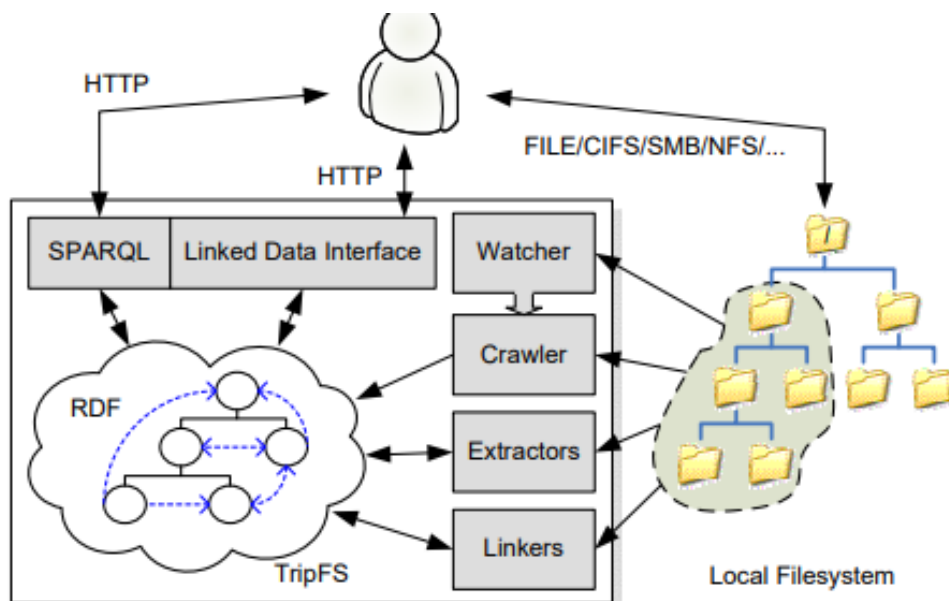 HTTP
FILE/CIFS/SMB/NFS/...
HTTP
SPARQL
Linked Data Interface
Watcher
/
Crawler
RDF
Extractors
Linkers
TripFS
Local Filesystem